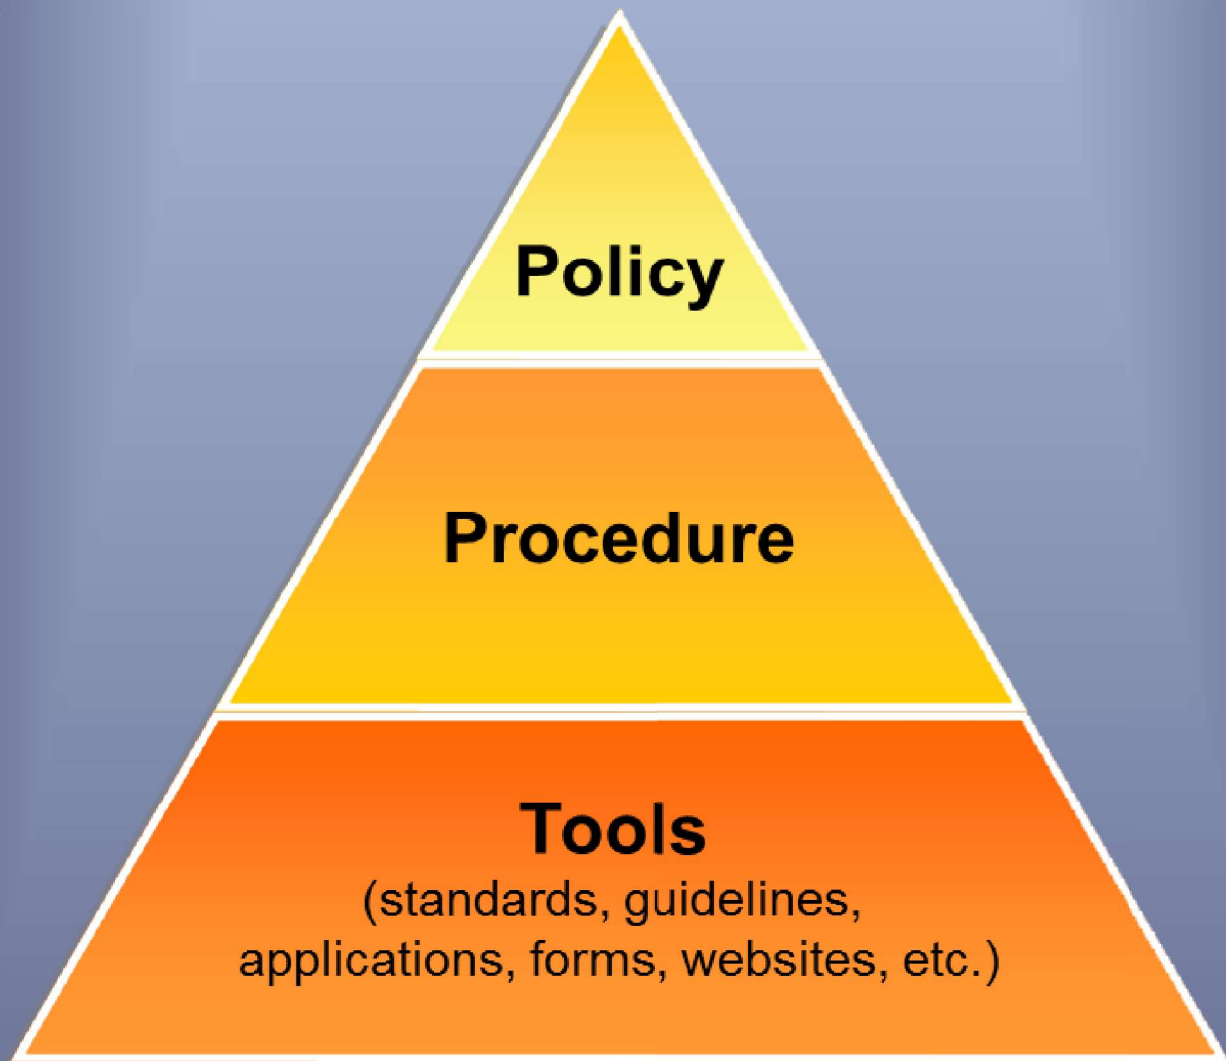 Policy
Procedure
Tools
(standards, guidelines,
applications, forms, websites, etc.)